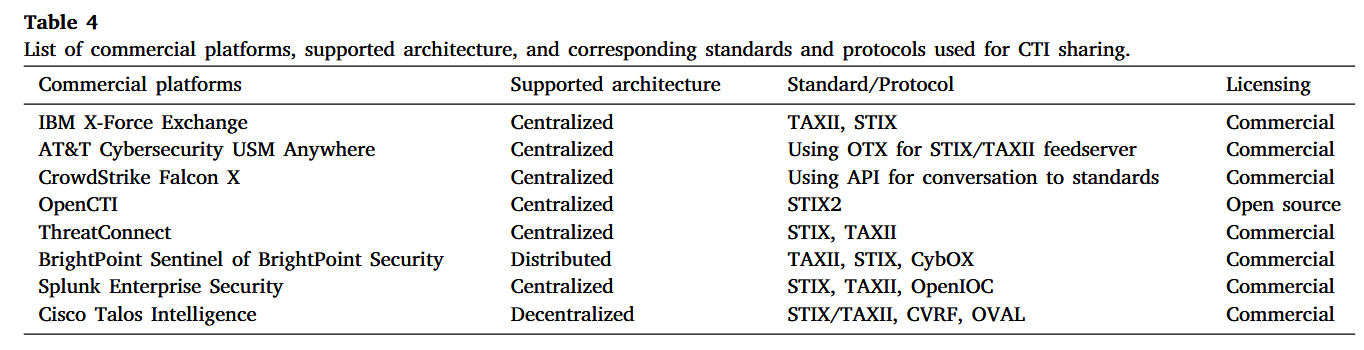 Table 4
List of commercial platforms, supported architecture, and corresponding standards and protocols used for CTI sharing.
Commercial platforms Supported architecture Standard/Protocol Licensing
IBM X-Force Exchange Centralized TAXII, STIX Commercial
AT&T Cybersecurity USM Anywhere Centralized Using OTX for STIX/TAXII feedserver Commercial
CrowdStrike Falcon X Centralized Using API for conversation to standards Commercial
OpenCTI Centralized STIX2 Open source
ThreatConnect Centralized STIX, TAXII Commercial
BrightPoint Sentinel of BrightPoint Security Distributed TAXII, STIX, CybOX Commercial
Splunk Enterprise Security Centralized STIX, TAXII, OpenIOC Commercial
Cisco Talos Intelligence Decentralized STIX/TAXII, CVRF, OVAL Commercial